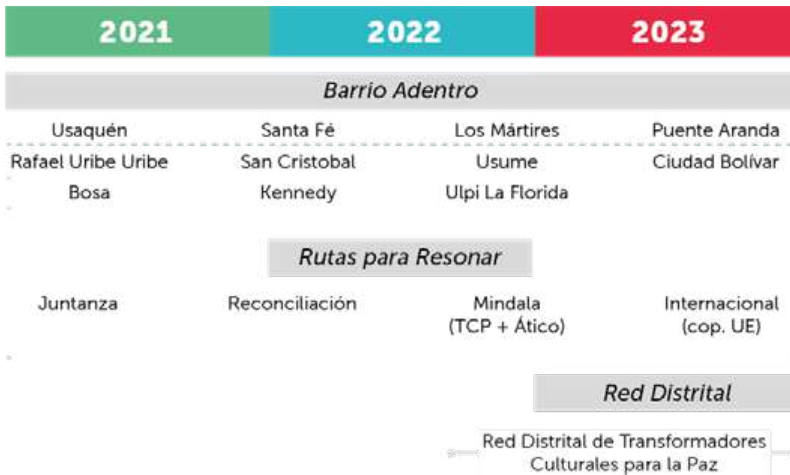 2021 2022 2023
Barrio Adentro
Usaquén Santa Fé Los Mártires Puente Aranda
Rafael Uribe Uribe San Cristobal Usume Ciudad Bolívar
Bosa Kennedy Ulpi La Florida
Rutas para Resonar
Juntanza Reconciliación Mindala Internacional
(TCP + Ático) (cop. UE)
Red Distrital
Red Distrital de Transformadores
Culturales para la Paz